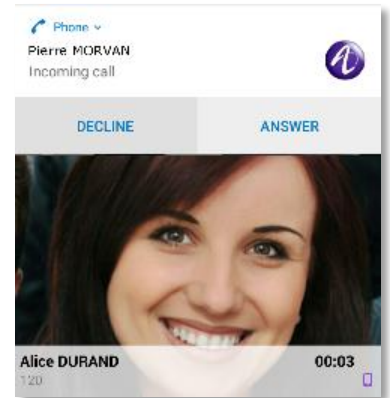 Phone
Pierre MORVAN
Incoming call
DECLINE ANSWER
Alice DURAND 00:03
120